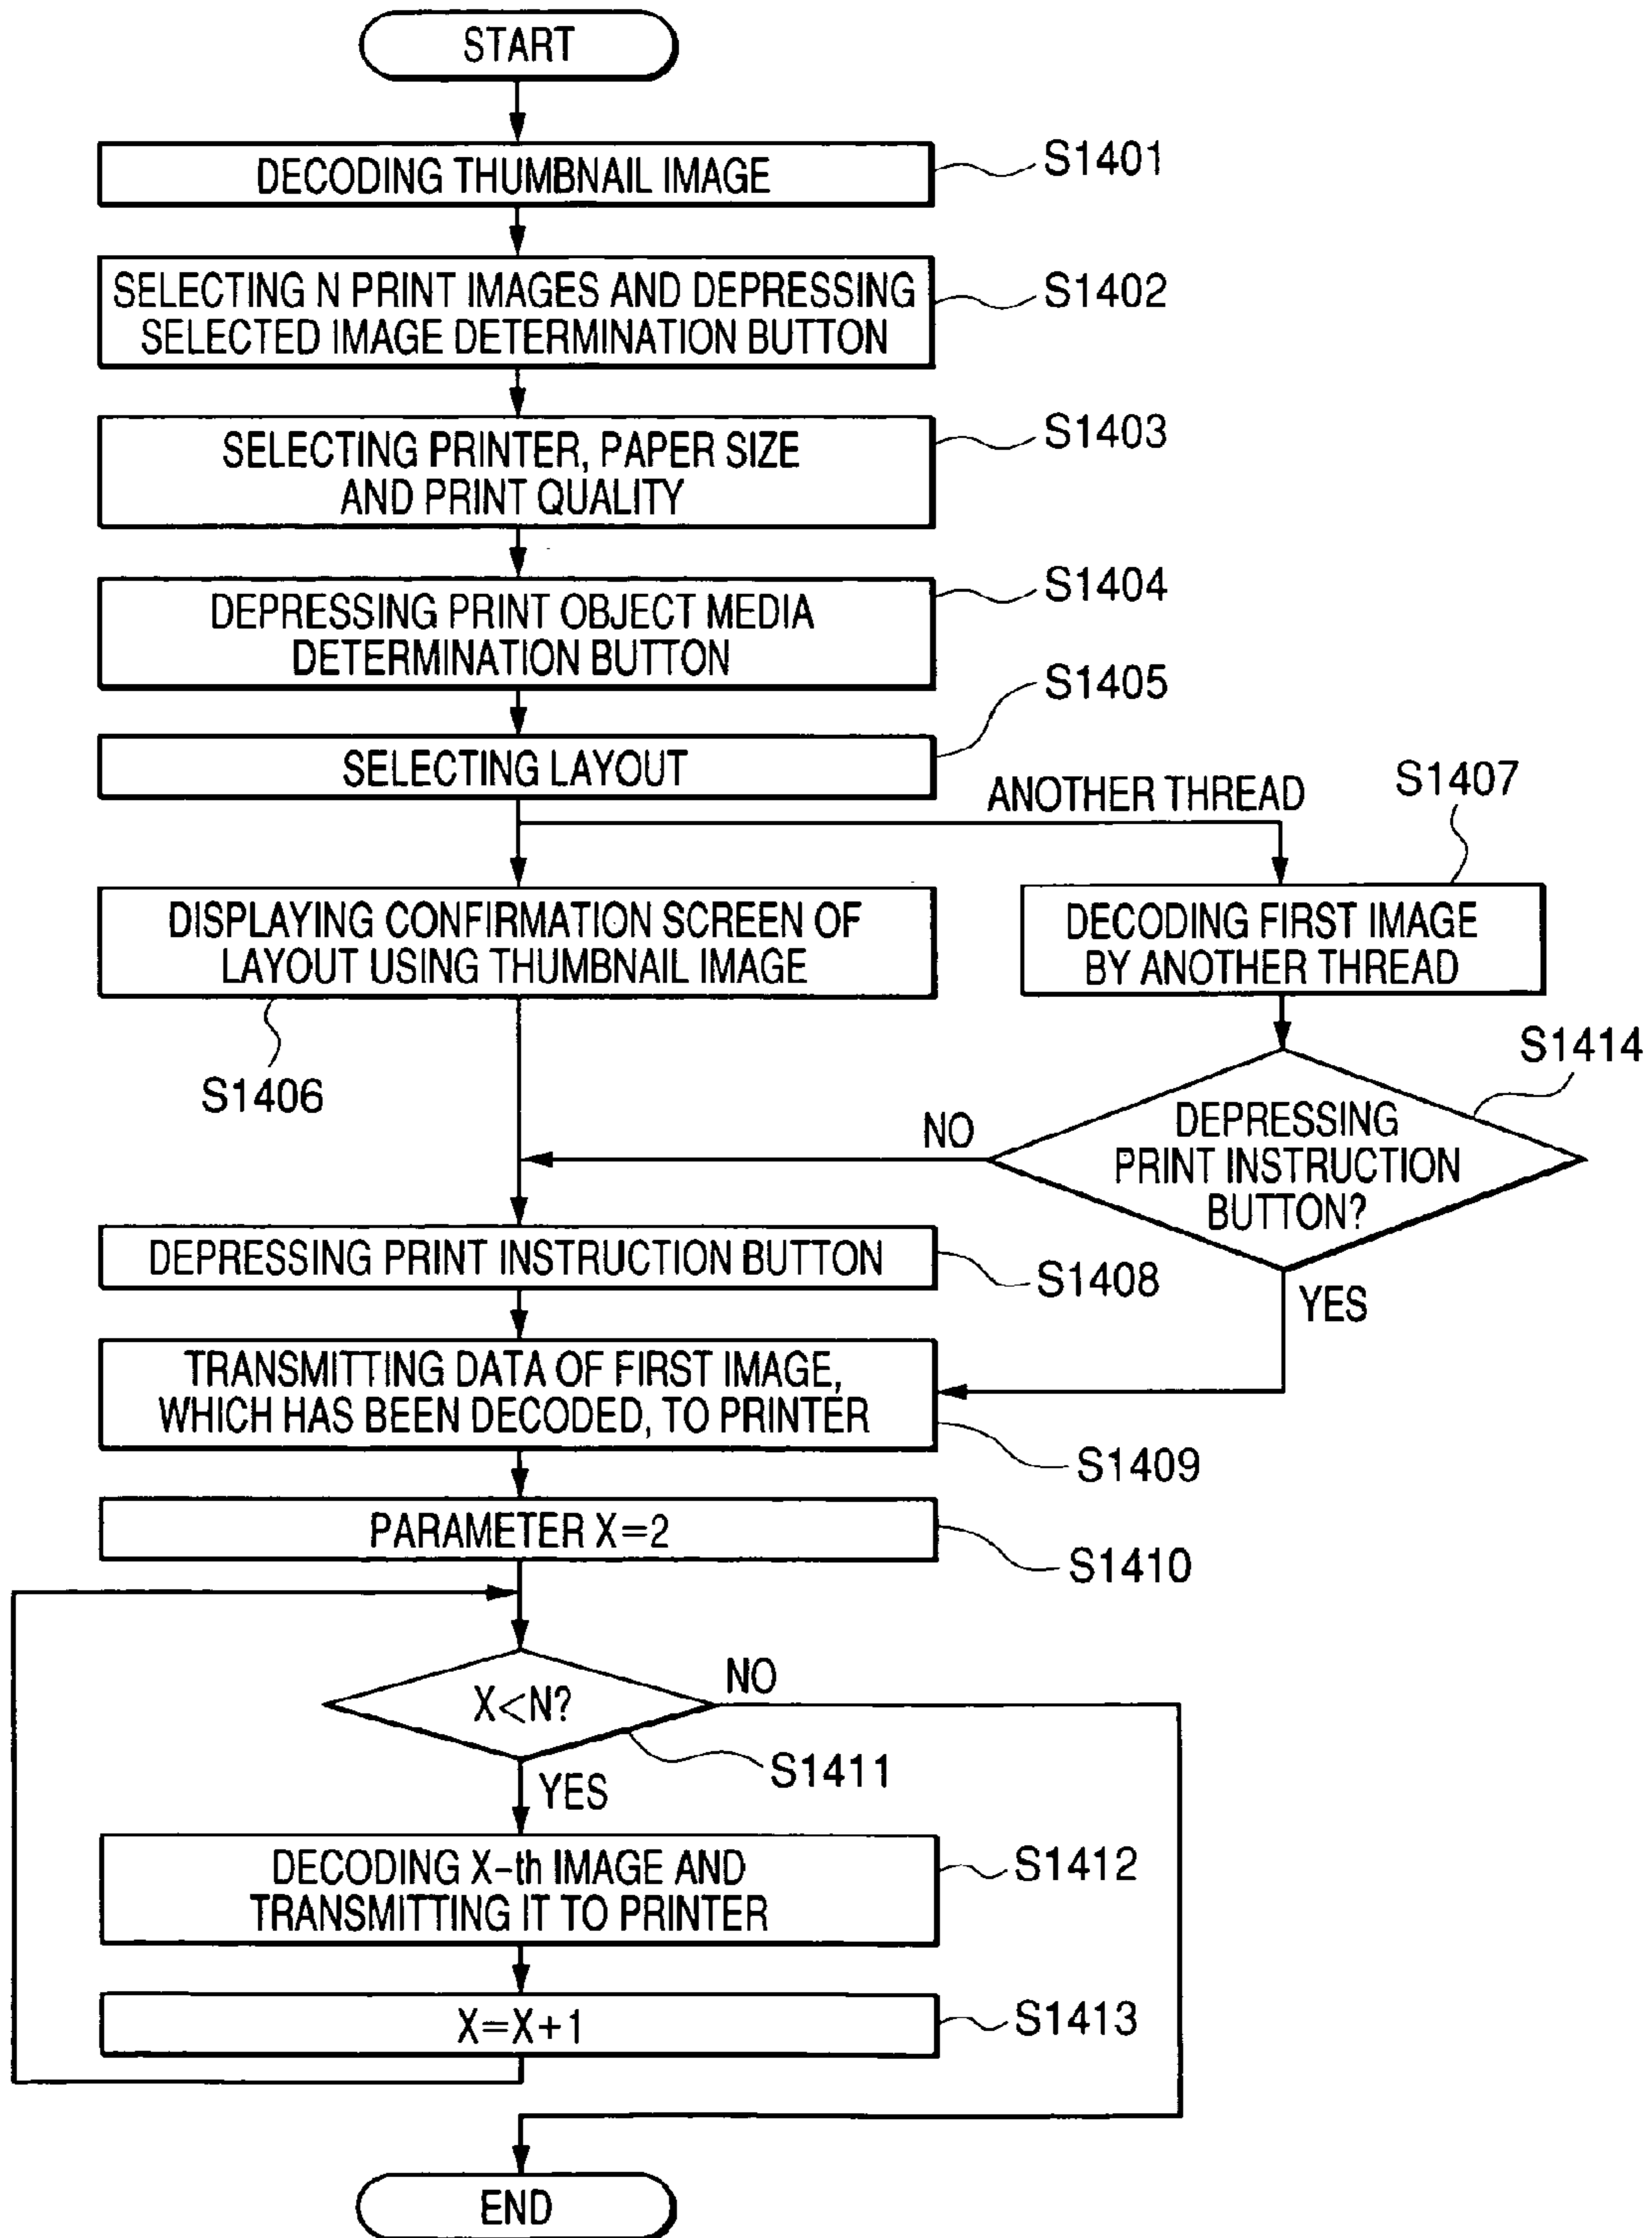 START
DECODING THUMBNAIL IMAGE
S1401
SELECTING N PRINT IMAGES AND DEPRESSING
SELECTED IMAGE DETERMINATION BUTTON
S1402
SELECTING PRINTER, PAPER SIZE
AND PRINT QUALITY
S1403
DEPRESSING PRINT OBJECT MEDIA
DETERMINATION BUTTON
S1404
SELECTING LAYOUT
S1405
ANOTHER THREAD
S1407
DISPLAYING CONFIRMATION SCREEN OF
LAYOUT USING THUMBNAIL IMAGE
S1406
DECODING FIRST IMAGE
BY ANOTHER THREAD
S1414
DEPRESSING
PRINT INSTRUCTION
BUTTON?
NO
YES
DEPRESSING PRINT INSTRUCTION BUTTON
S1408
TRANSMITTING DATA OF FIRST IMAGE,
WHICH HAS BEEN DECODED, TO PRINTER
S1409
PARAMETER X=2
S1410
X<N?
NO
S1411
YES
DECODING X-th IMAGE AND
TRANSMITTING IT TO PRINTER
S1412
X=X+1
S1413
END